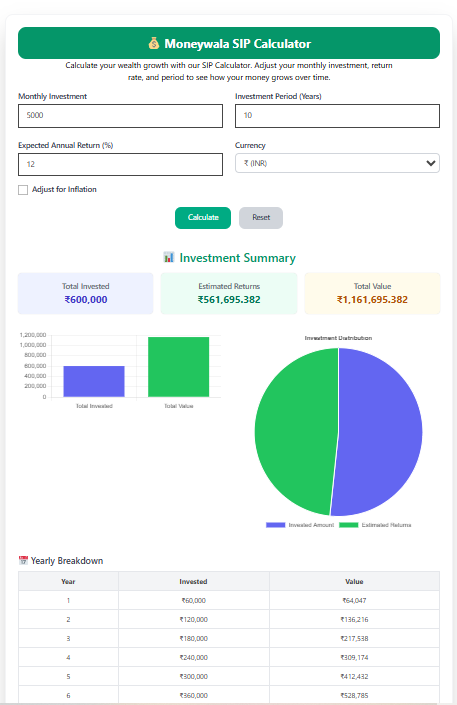 💰 Moneywala SIP Calculator
Calculate your wealth growth with our SIP Calculator. Adjust your monthly investment, return
rate, and period to see how your money grows over time.
Monthly Investment
Investment Period (Years)
5000
10
Expected Annual Return (%)
Currency
12
₹ (INR)
Adjust for Inflation
Calculate
Reset
📊 Investment Summary
Total Invested
₹600,000
Estimated Returns
₹561,695.382
Total Value
₹1,161,695.382
1,200,000
1,000,000
800,000
600,000
400,000
200,000
0
Total Invested
Total Value
Investment Distribution
Invested Amount
Estimated Returns
📅 Yearly Breakdown
Year Invested Value
1 ₹60,000 ₹64,047
2 ₹120,000 ₹136,216
3 ₹180,000 ₹217,538
4 ₹240,000 ₹309,174
5 ₹300,000 ₹412,432
6 ₹360,000 ₹528,785